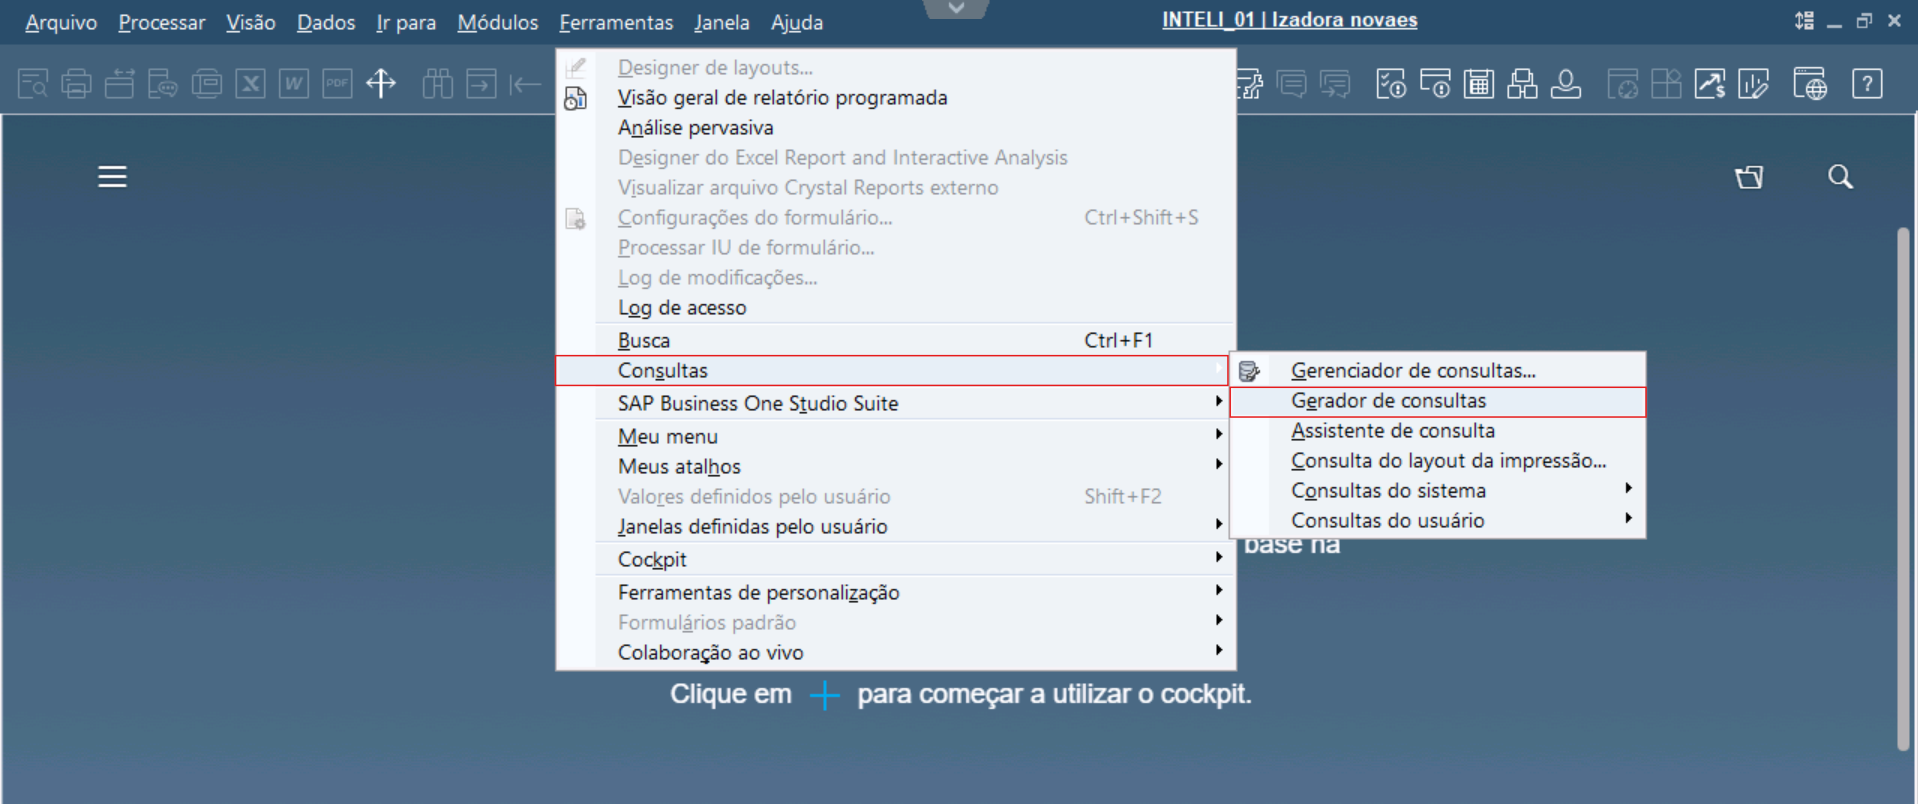 Arquivo Processar Visão Dados Ir para Módulos Ferramentas Janela Ajuda
INTELI_01 | Izadora novaes
X W PDF ?
Designer de layouts...
Visão geral de relatório programada
Análise pervasiva
Designer do Excel Report and Interactive Analysis
Visualizar arquivo Crystal Reports externo
Configurações do formulário... Ctrl+Shift+S
Processar IU de formulário...
Log de modificações...
Log de acesso
Busca Ctrl+F1
Consultas
SAP Business One Studio Suite
Meu menu
Meus atalhos
Valores definidos pelo usuário Shift+F2
Janelas definidas pelo usuário
Cockpit
Ferramentas de personalização
Formulários padrão
Colaboração ao vivo
Gerenciador de consultas...
Gerador de consultas
Assistente de consulta
Consulta do layout da impressão...
Consultas do sistema
Consultas do usuário
base na
Clique em + para começar a utilizar o cockpit.